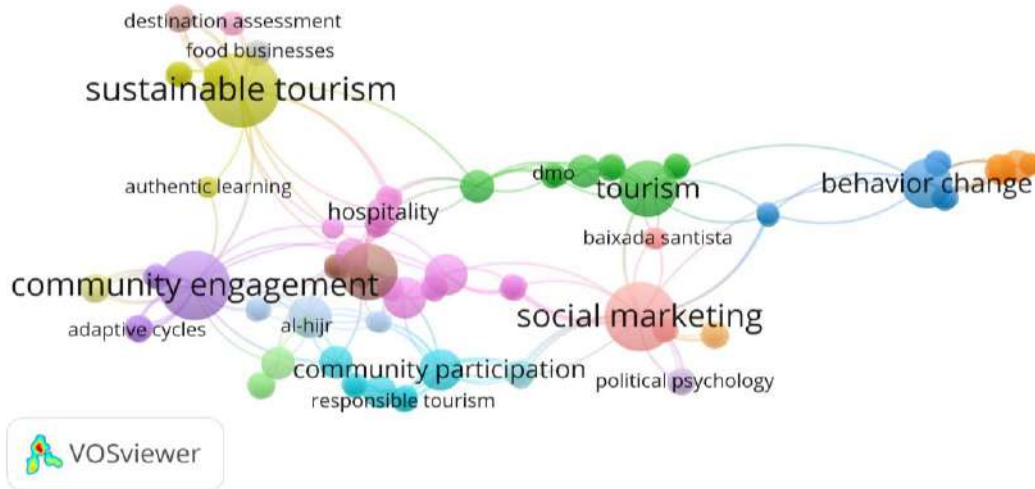 destination assessment
food businesses
sustainable tourism
authentic learning
hospitality
dmo
tourism
behavior change
baixada santista
community engagement
adaptive cycles
al-hijr
social marketing
community participation
responsible tourism
political psychology
VOSviewer